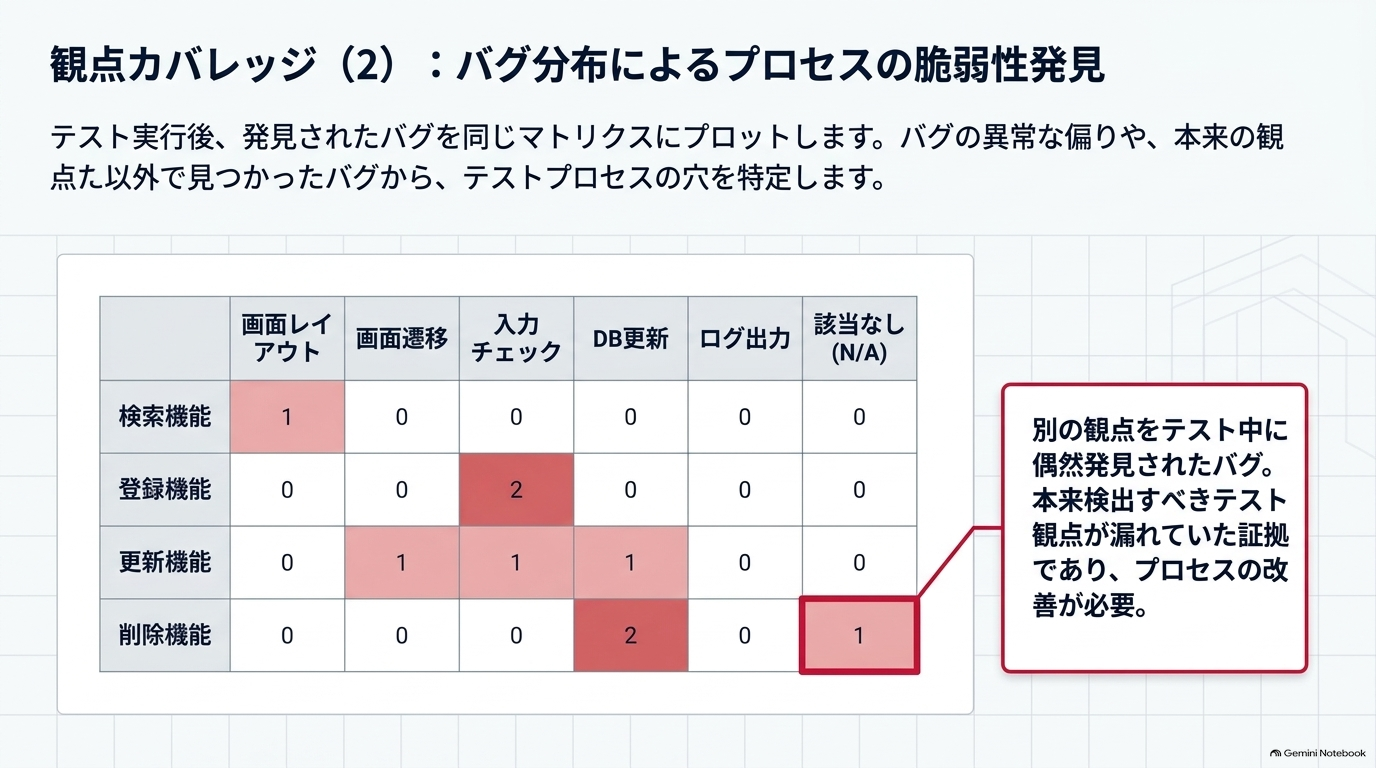 観点カバレッジ（2）：バグ分布によるプロセスの脆弱性発見
テスト実行後、発見されたバグを同じマトリクスにプロットします。バグの異常な偏りや、本来の観
点た以外で見つかったバグから、テストプロセスの穴を特定します。
画面レイ
アウト
画面遷移
入力
チェック
DB更新
ログ出力
該当なし
(N/A)
検索機能 1 0 0 0 0 0
登録機能 0 0 2 0 0 0
更新機能 0 1 1 1 0 0
削除機能 0 0 0 2 0 1
別の観点をテスト中に
偶然発見されたバグ。
本来検出すべきテスト
観点が漏れていた証拠
であり、プロセスの改
善が必要。
Gemini Notebook